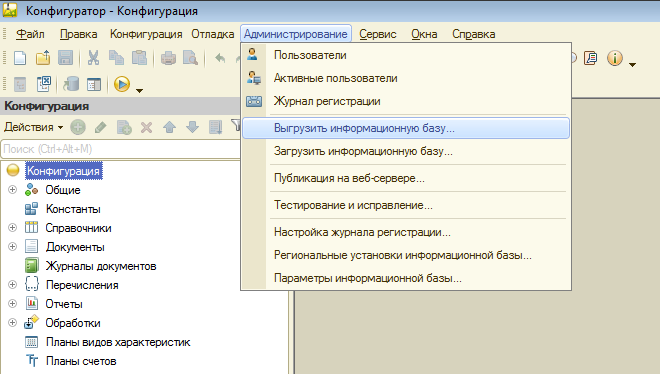 Конфигуратор - Конфигурация
Файл Правка Конфигурация Отладка Администрирование Сервис Окна Справка
Пользователи
Активные пользователи
Журнал регистрации
Выгрузить информационную базу...
Загрузить информационную базу...
Публикация на веб-сервере...
Тестирование и исправление...
Настройка журнала регистрации...
Региональные установки информационной базы...
Параметры информационной базы...
Конфигурация
Действия
Поиск (Ctrl+Alt+M)
Конфигурация
Общие
Константы
Справочники
Документы
Журналы документов
Перечисления
Отчеты
Обработки
Планы видов характеристик
Планы счетов